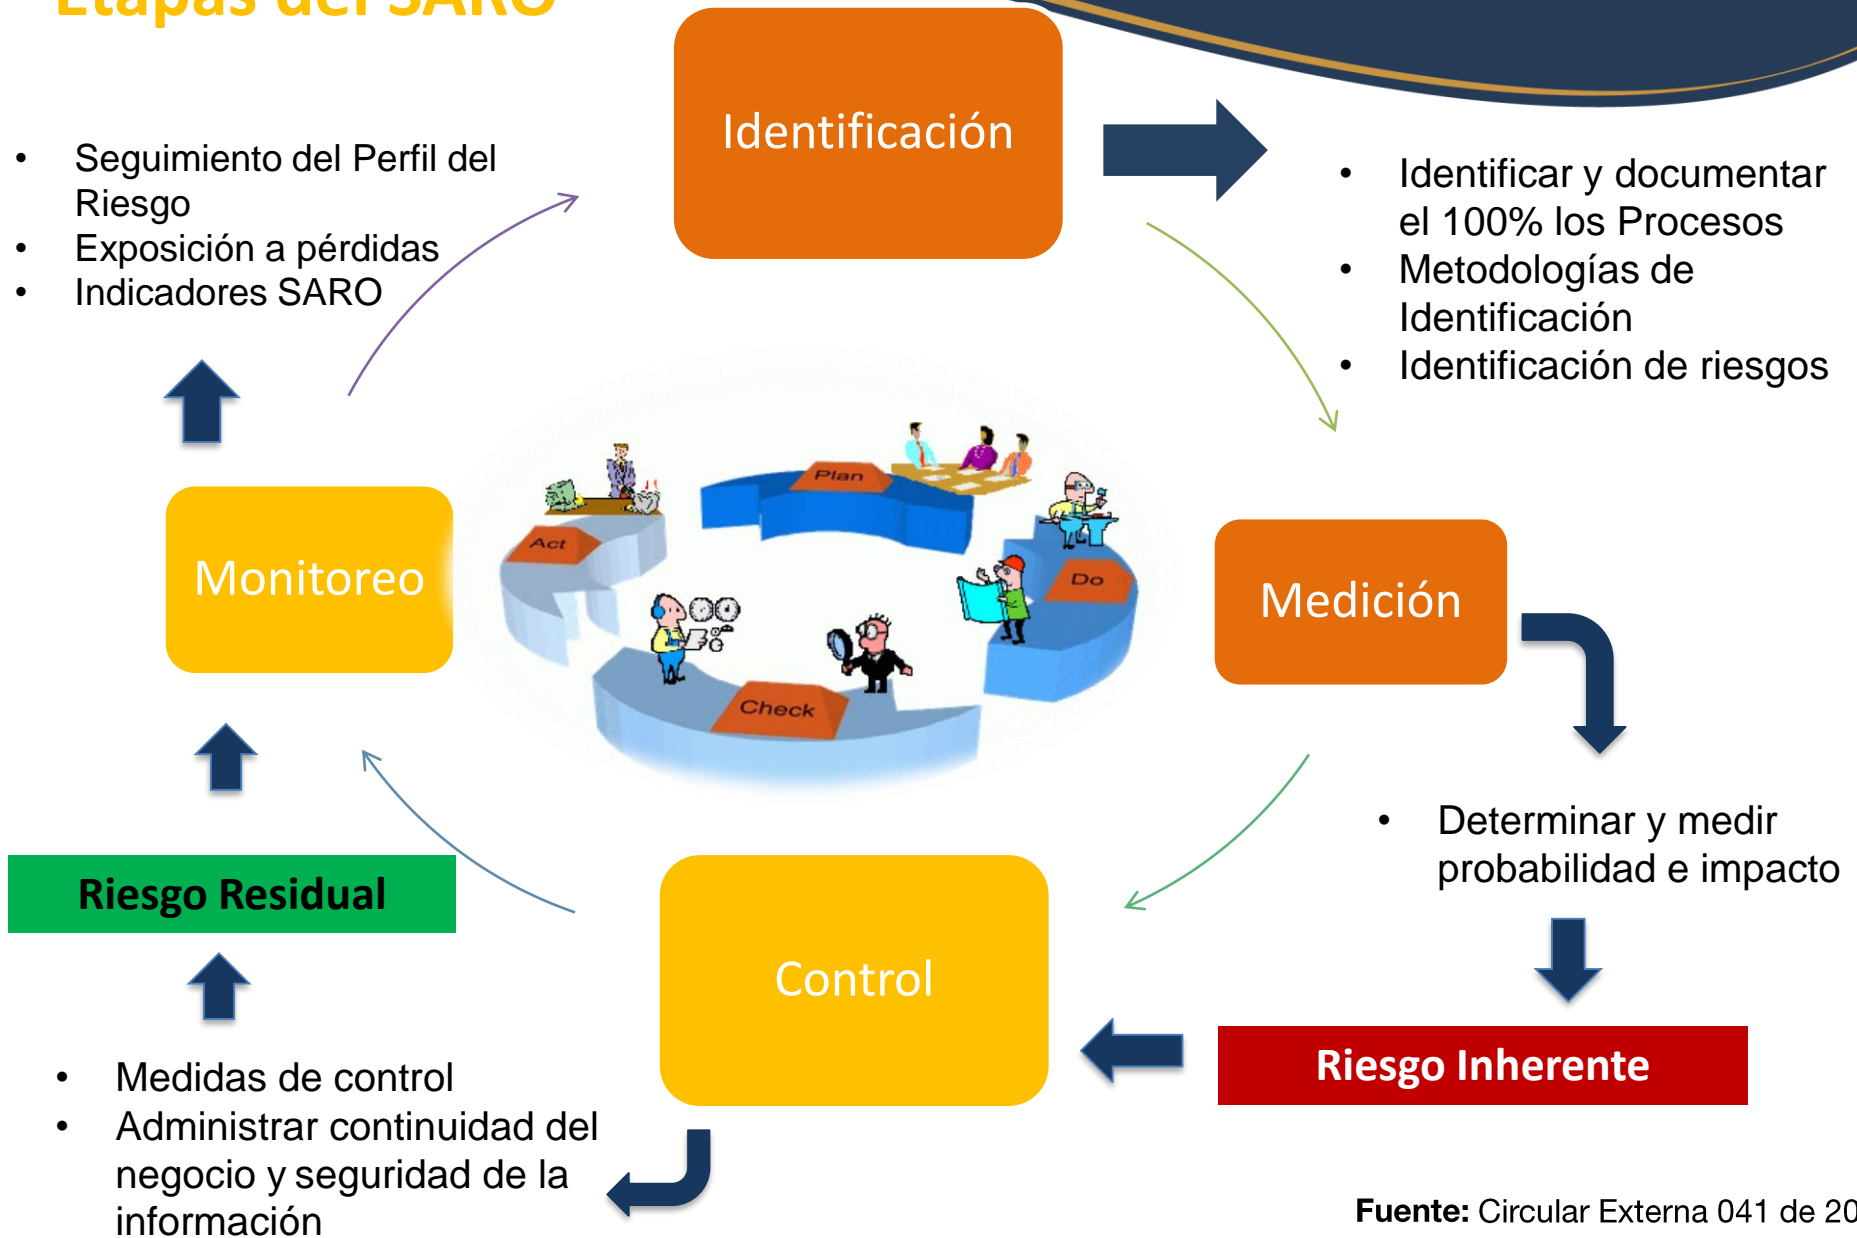 Etapas del SARO
Identificación
• Identificar y documentar
el 100% los Procesos
• Metodologías de
Identificación
• Identificación de riesgos
• Seguimiento del Perfil del
Riesgo
• Exposición a pérdidas
• Indicadores SARO
Plan
Act
Do
Check
Monitoreo
Medición
• Determinar y medir
probabilidad e impacto
Riesgo Residual
Control
Riesgo Inherente
• Medidas de control
• Administrar continuidad del
negocio y seguridad de la
información
Fuente: Circular Externa 041 de 20